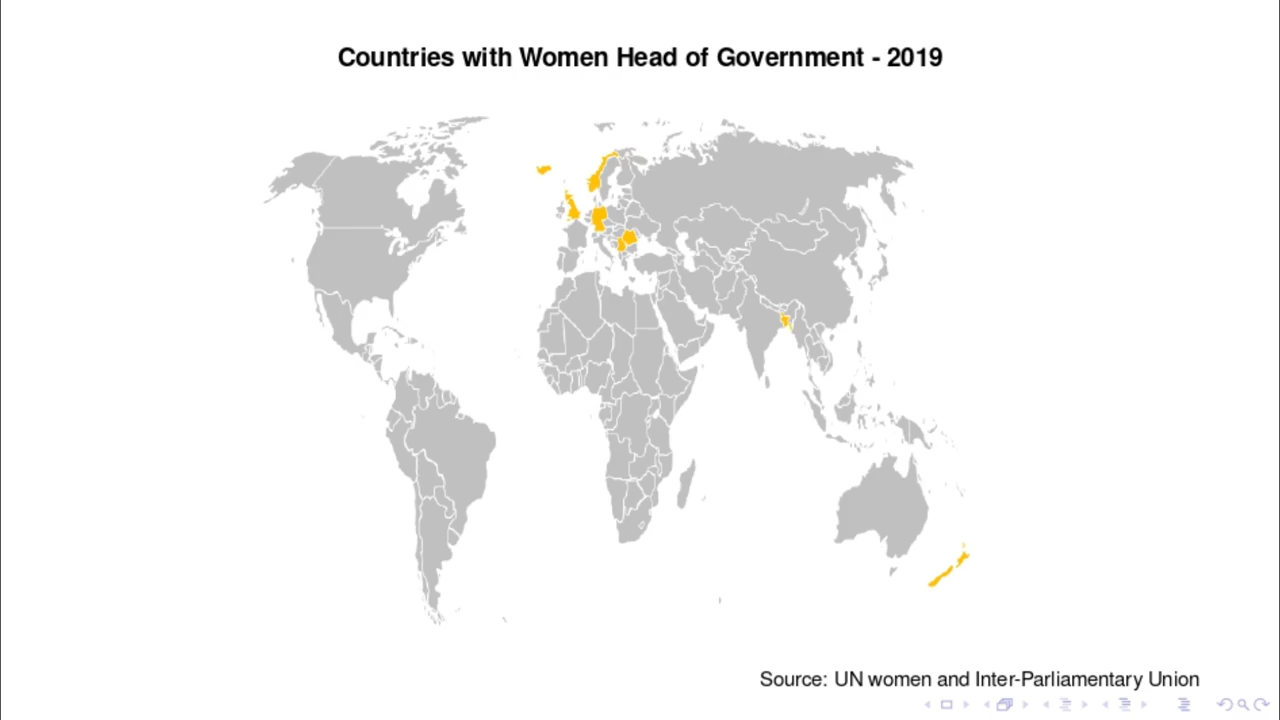 Countries with Women Head of Government - 2019
Source: UN women and Inter-Parliamentary Union